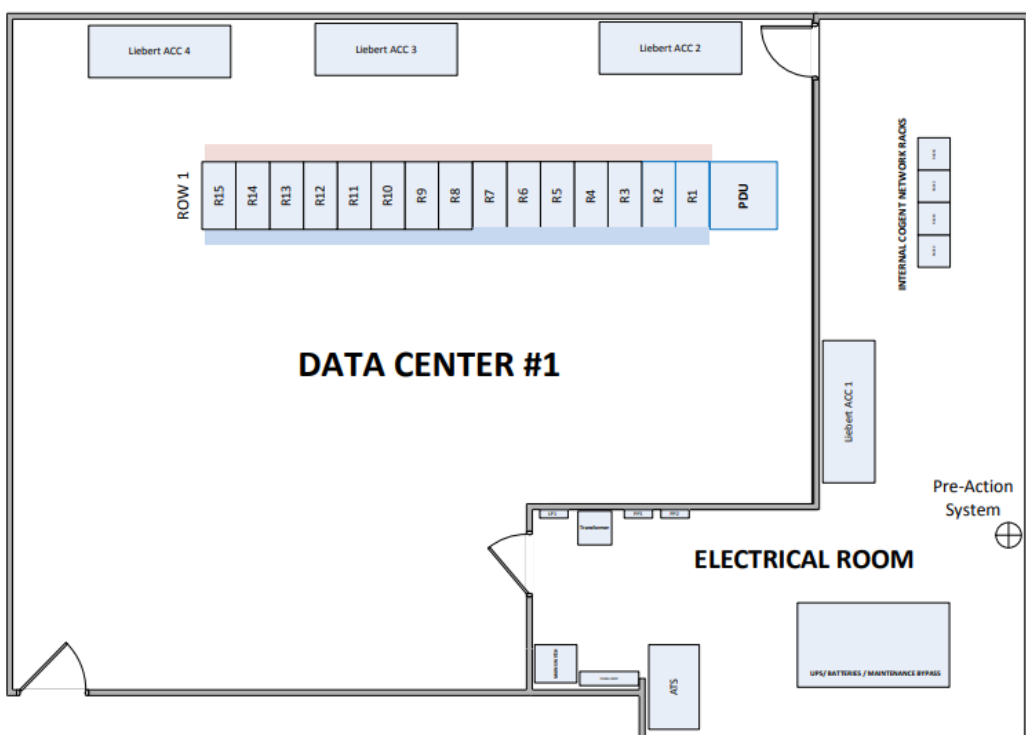 Liebert ACC 4
Liebert ACC 3
Liebert ACC 2
ROW 1
R15
R14
R13
R12
R11
R10
R9
R8
R7
R6
R5
R4
R3
R2
R1
PDU
INTERNAL COGENT NETWORK RACKS
DATA CENTER #1
Liebert ACC 1
Pre-Action
System
Transformer
PP1
PP2
ELECTRICAL ROOM
ATS
UPS/ BATTERIES / MAINTENANCE BYPASS